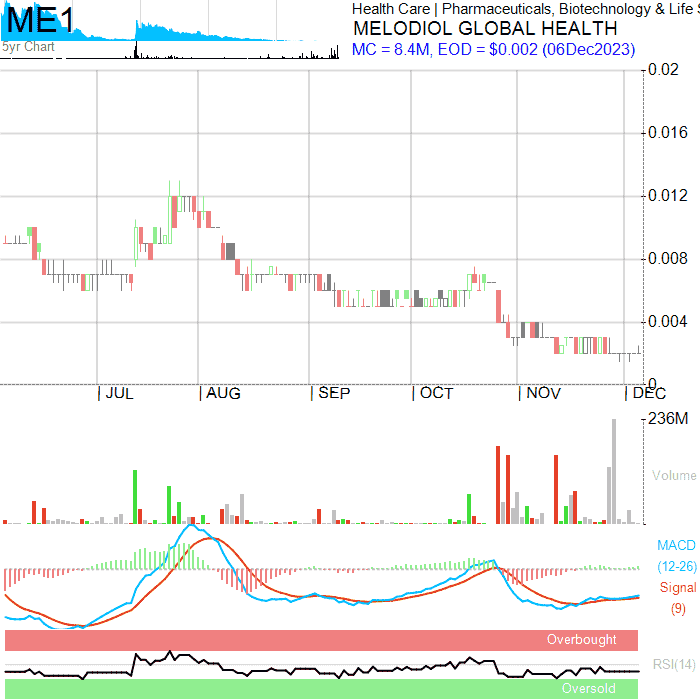 ME1
5yr Chart
Health Care | Pharmaceuticals, Biotechnology & Life S
MELODIOL GLOBAL HEALTH
MC = 8.4M, EOD = $0.002 (06Dec2023)
0.02
0.016
0.012
0.008
0.004
0
| JUL | AUG | SEP | OCT | NOV | DEC
236M
Volume
MACD
(12-26)
Signal
(9)
Overbought
RSI(14)
Oversold